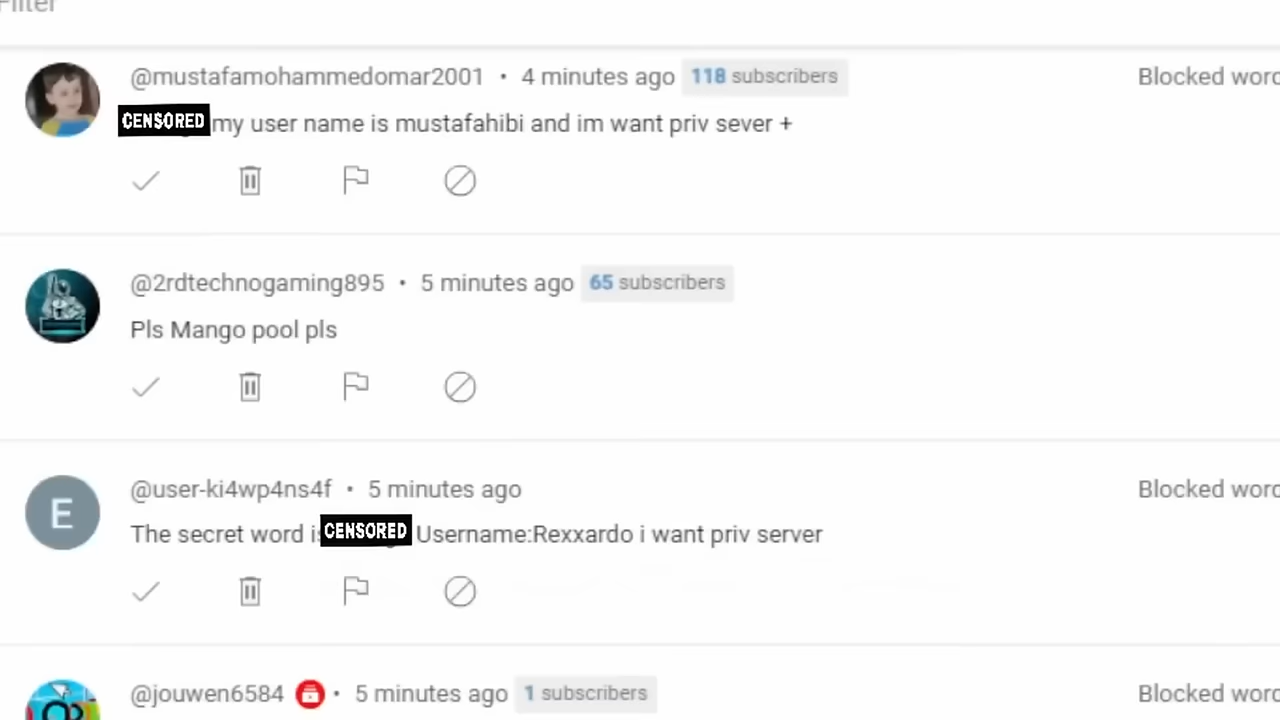 Filter
@mustafamohammedomar2001 • 4 minutes ago 118 subscribers Blocked word
CENSORED my user name is mustafahibi and im want priv sever +
@2rdtechnogaming895 • 5 minutes ago 65 subscribers
Pls Mango pool pls
E @user-ki4wp4ns4f • 5 minutes ago Blocked word
The secret word is CENSORED Username:Rexxardo i want priv server
@jouwen6584 • 5 minutes ago 1 subscribers Blocked word